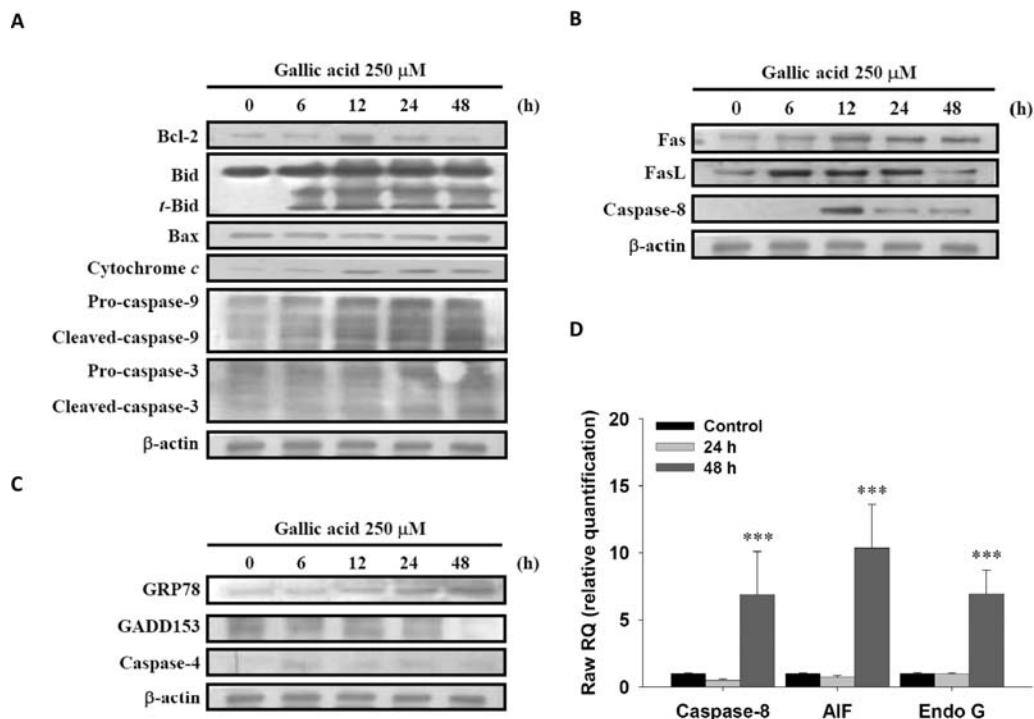 A
Gallic acid 250 μM
0 6 12 24 48 (h)
Bcl-2
Bid
t-Bid
Bax
Cytochrome c
Pro-caspase-9
Cleaved-caspase-9
Pro-caspase-3
Cleaved-caspase-3
β-actin
B
Gallic acid 250 μM
0 6 12 24 48 (h)
Fas
FasL
Caspase-8
β-actin
C
Gallic acid 250 μM
0 6 12 24 48 (h)
GRP78
GADD153
Caspase-4
β-actin
D
Raw RQ (relative quantification)
20
15
10
5
0
Control
24 h
48 h
***
***
***
Caspase-8 AIF Endo G